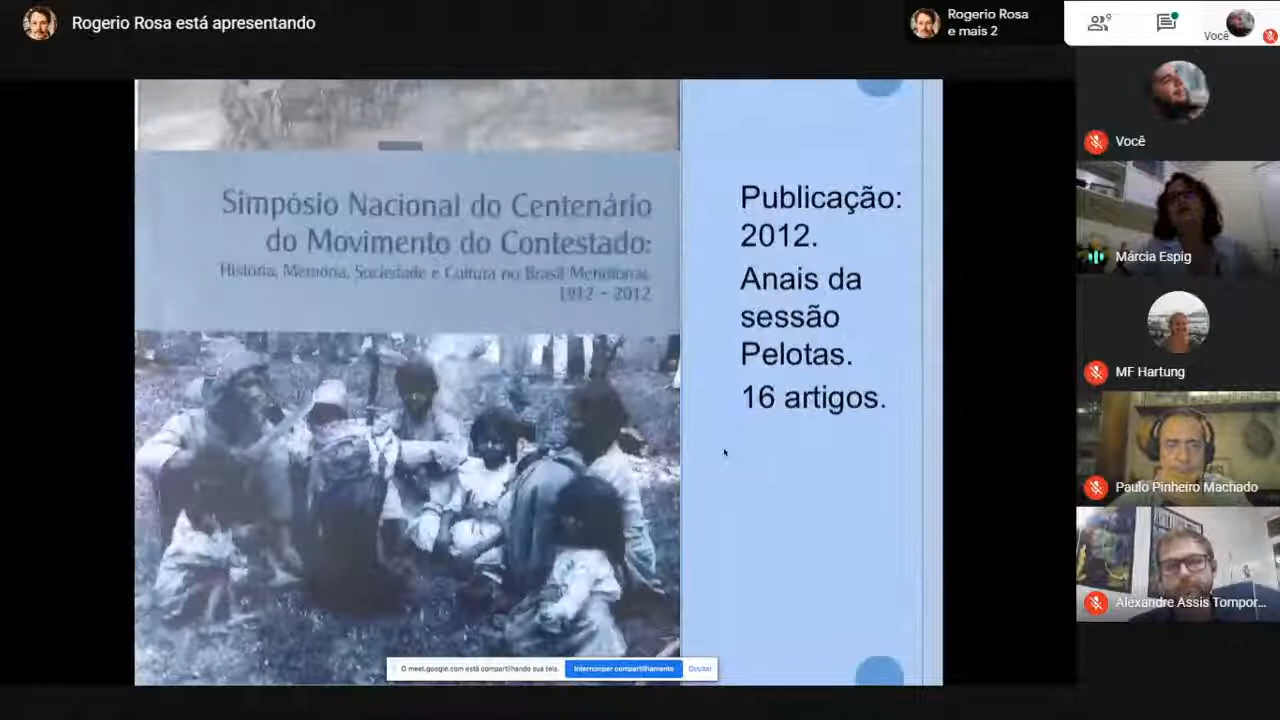 Rogerio Rosa está apresentando
Rogerio Rosa
e mais 2
9
Você
Você
Márcia Espig
MF Hartung
Paulo Pinheiro Machado
Alexandre Assis Tompor...
Simpósio Nacional do Centenário
do Movimento do Contestado:
História, Memória, Sociedade e Cultura no Brasil Meridional,
1912 - 2012
Publicação:
2012.
Anais da
sessão
Pelotas.
16 artigos.
O meet.google.com está compartilhando sua tela.
Interromper compartilhamento
Ocultar